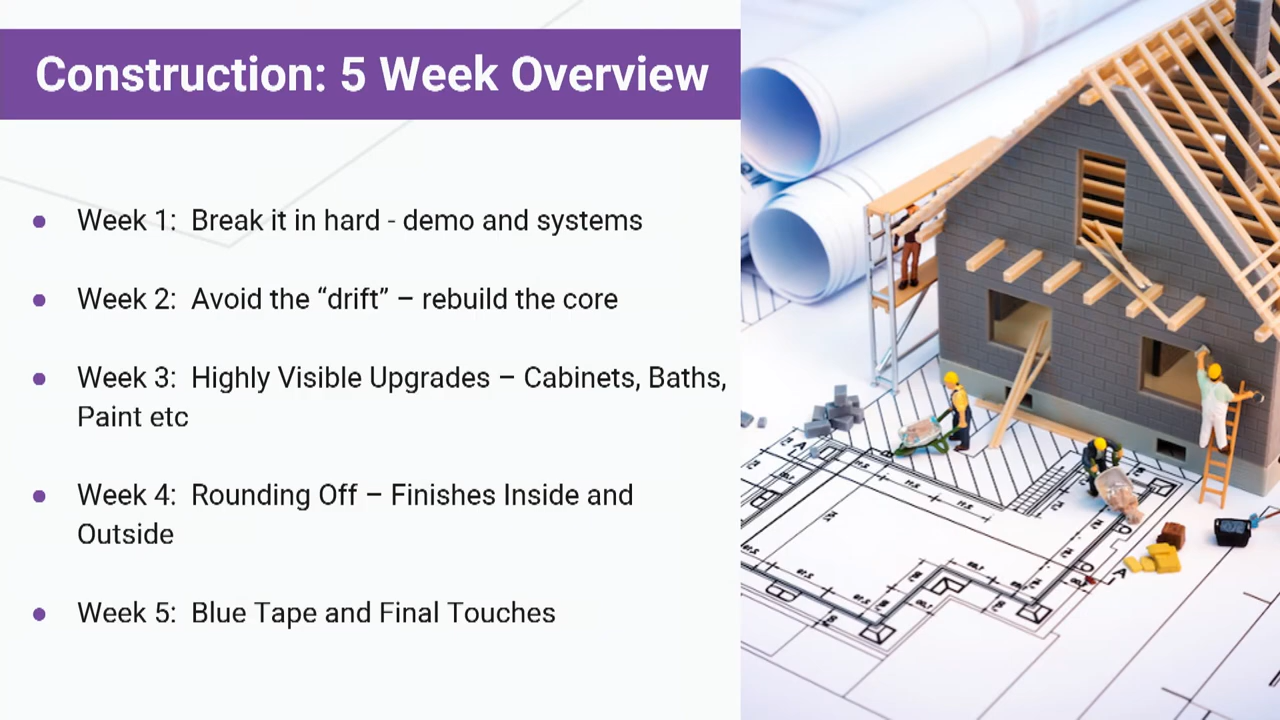 Construction: 5 Week Overview
• Week 1: Break it in hard - demo and systems
• Week 2: Avoid the “drift” – rebuild the core
• Week 3: Highly Visible Upgrades – Cabinets, Baths,
Paint etc
• Week 4: Rounding Off – Finishes Inside and
Outside
• Week 5: Blue Tape and Final Touches